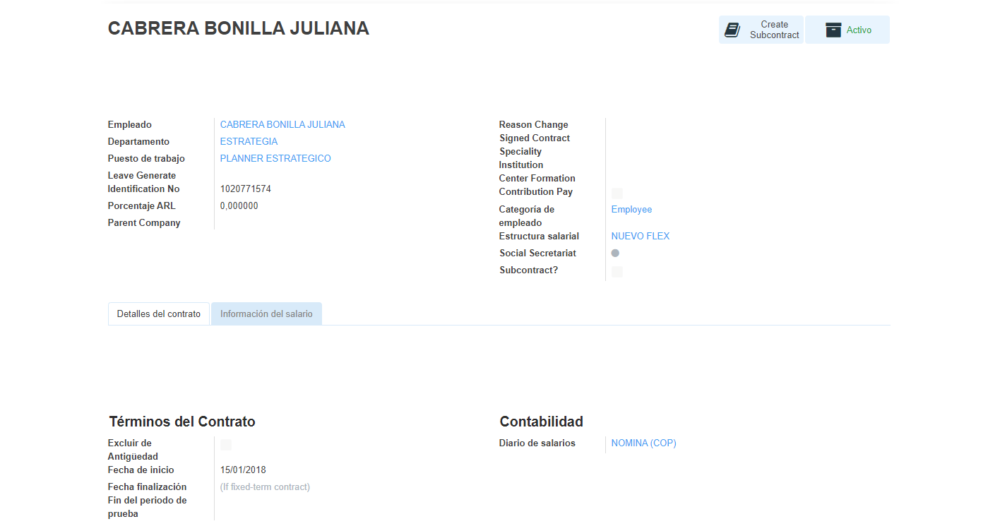 CABRERA BONILLA JULIANA
Create
Subcontract
Activo
Empleado
CABRERA BONILLA JULIANA
Departamento
ESTRATEGIA
Puesto de trabajo
PLANNER ESTRATEGICO
Leave Generate
Identification No
1020771574
Porcentaje ARL
0,000000
Parent Company
Reason Change
Signed Contract
Speciality
Institution
Center Formation
Contribution Pay
Categoría de
empleado
Employee
Estructura salarial
NUEVO FLEX
Social Secretariat
Subcontract?
Detalles del contrato
Información del salario
Términos del Contrato
Excluir de
Antigüedad
Fecha de inicio
15/01/2018
Fecha finalización
(If fixed-term contract)
Fin del periodo de
prueba
Contabilidad
Diario de salarios
NOMINA (COP)